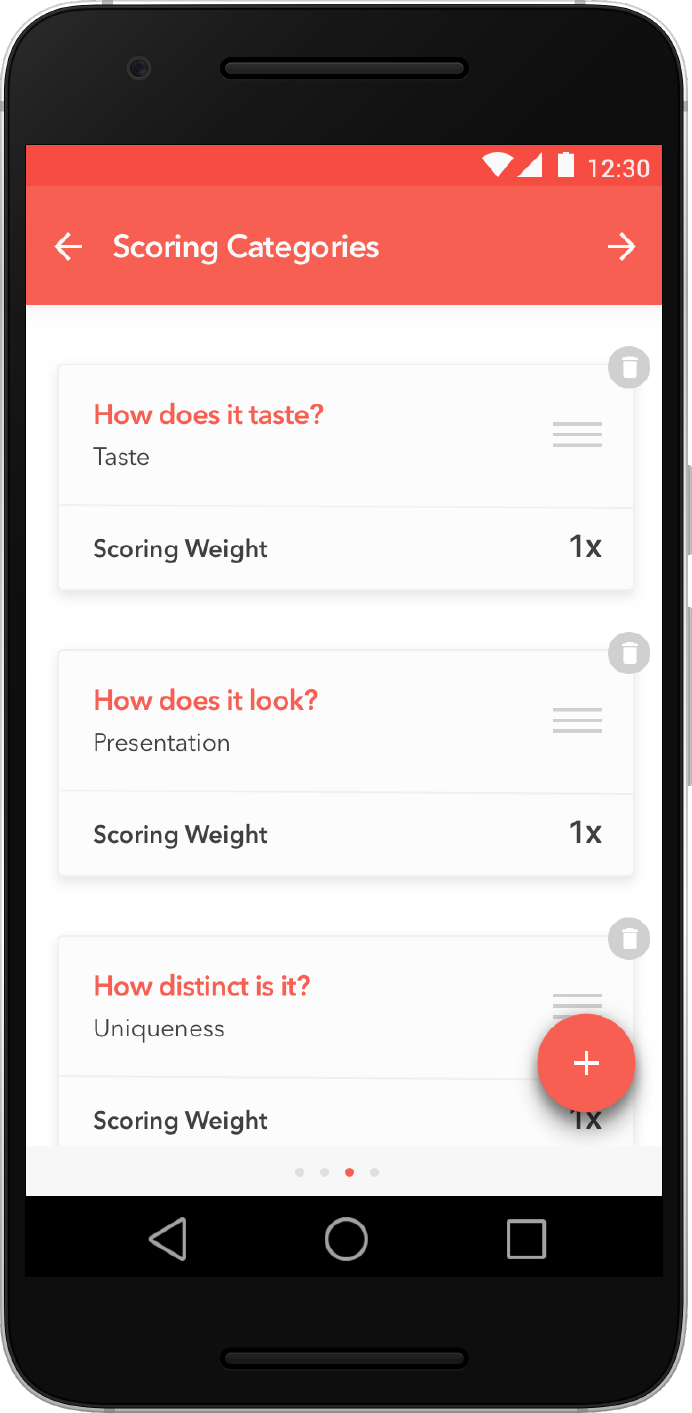 12:30
Scoring Categories
How does it taste?
Taste
Scoring Weight 1x
How does it look?
Presentation
Scoring Weight 1x
How distinct is it?
Uniqueness
Scoring Weight 1x